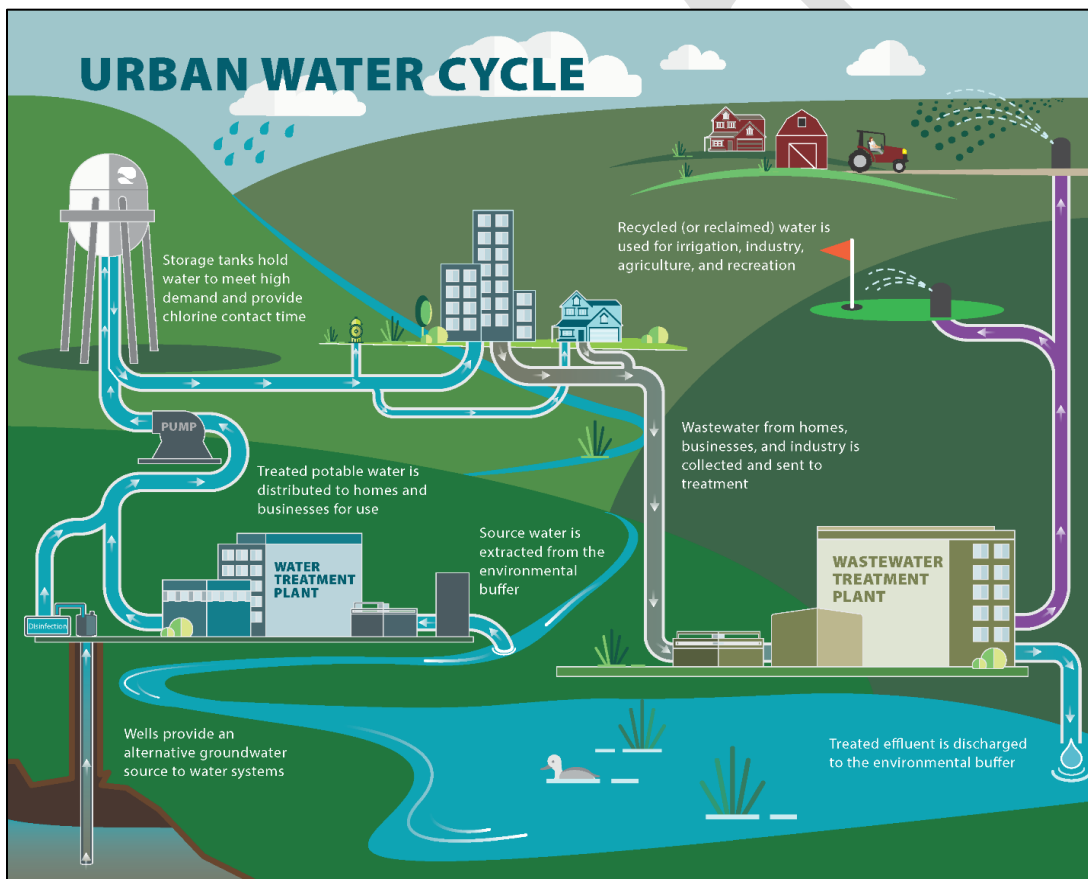 URBAN WATER CYCLE
Storage tanks hold
water to meet high
demand and provide
chlorine contact time
Recycled (or reclaimed) water is
used for irrigation, industry,
agriculture, and recreation
PUMP
Treated potable water is
distributed to homes and
businesses for use
Wastewater from homes,
businesses, and industry is
collected and sent to
treatment
Source water is
extracted from the
environmental
buffer
WATER
TREATMENT
PLANT
WASTEWATER
TREATMENT
PLANT
Disinfection
Wells provide an
alternative groundwater
source to water systems
Treated effluent is discharged
to the environmental buffer